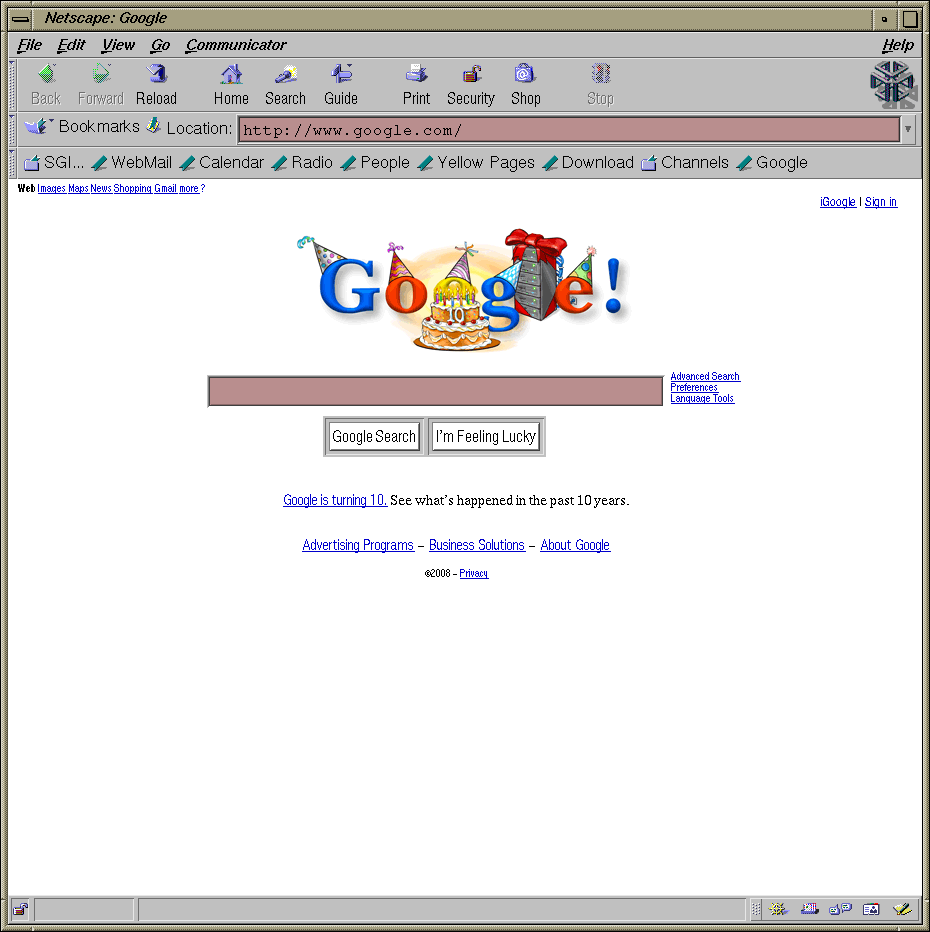 Netscape: Google
File Edit View Go Communicator Help
Back Forward Reload Home Search Guide Print Security Shop Stop
Bookmarks Location: http://www.google.com/
SGI... WebMail Calendar Radio People Yellow Pages Download Channels Google
Web Images Maps News Shopping Gmail more ?
iGoogle | Sign in
Google!
10
Advanced Search
Preferences
Language Tools
Google Search I'm Feeling Lucky
Google is turning 10. See what's happened in the past 10 years.
Advertising Programs – Business Solutions – About Google
©2008 – Privacy